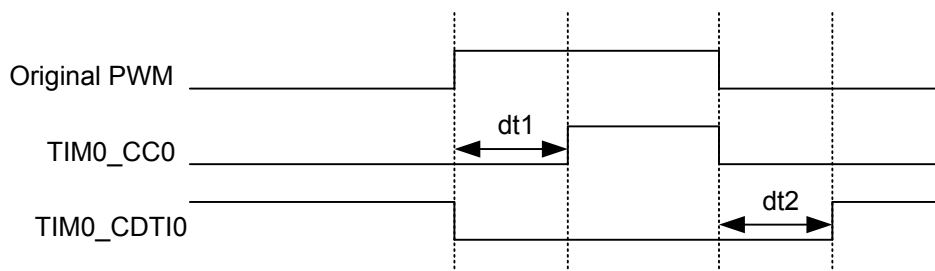 Original PWM
dt1
TIM0_CC0
dt2
TIM0_CDTI0